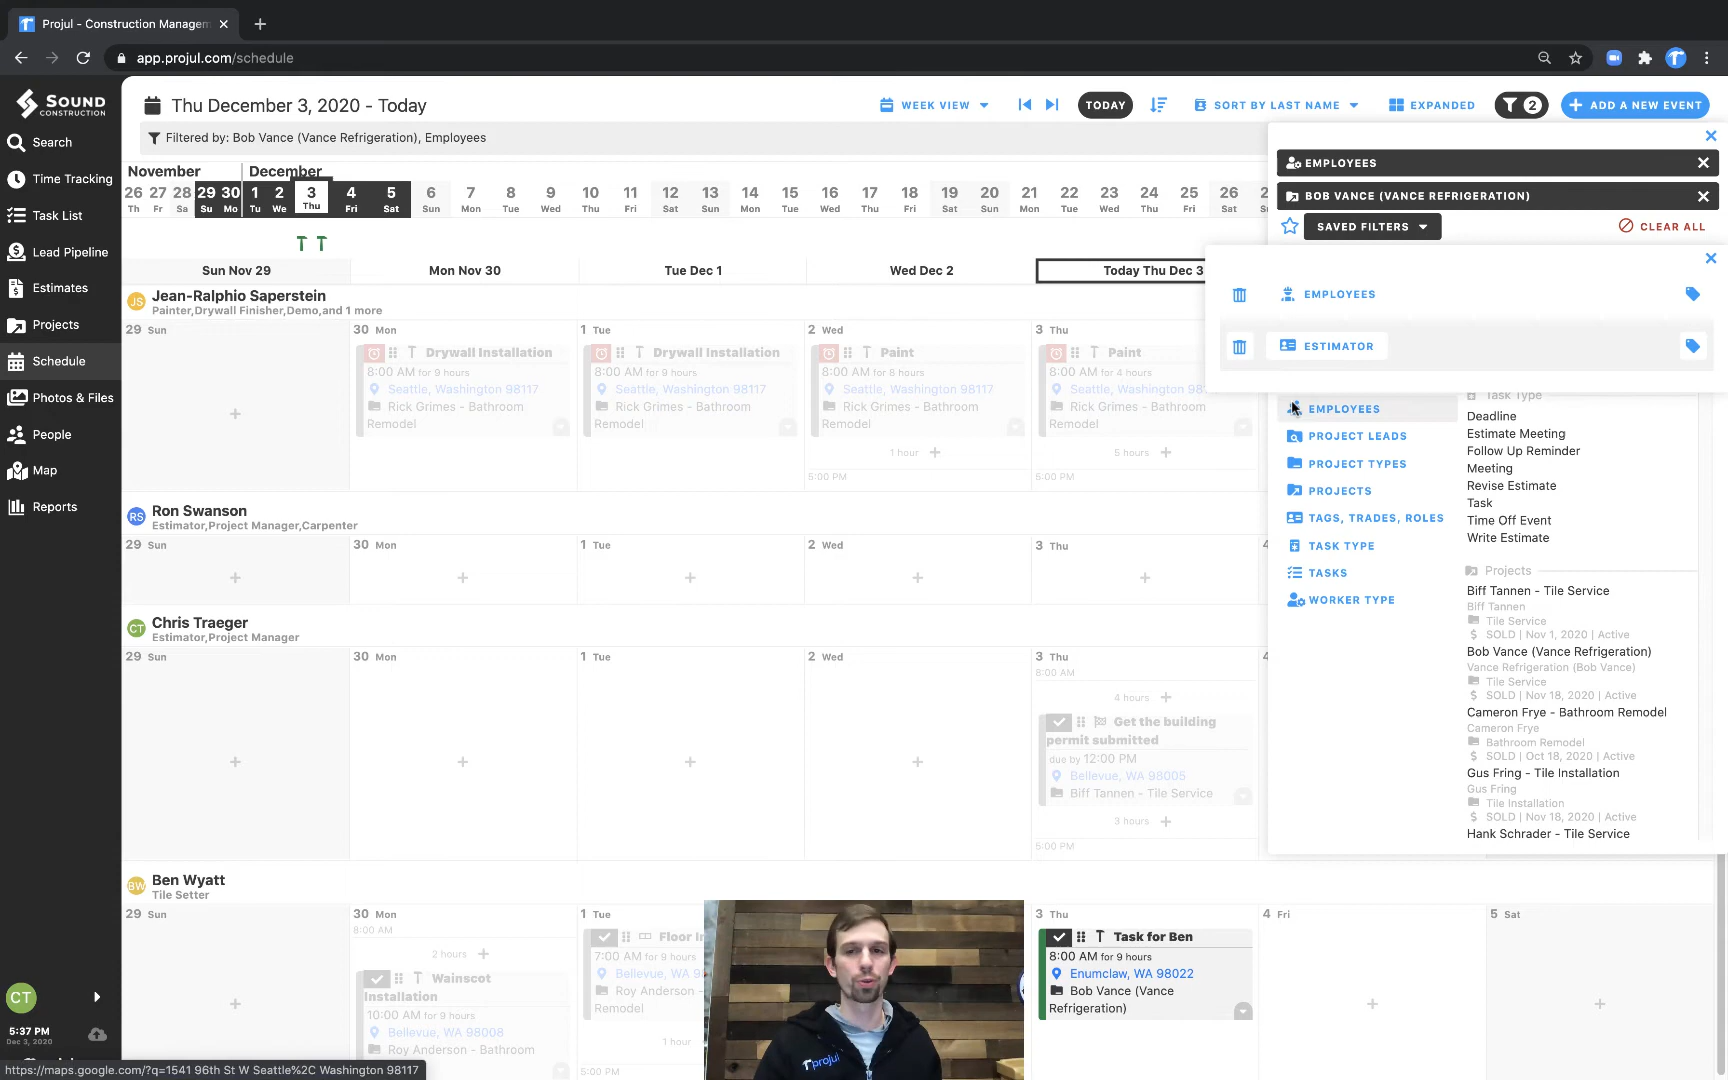 Projul - Construction Managem
app.projul.com/schedule
SOUND
CONSTRUCTION
Search
Time Tracking
Task List
Lead Pipeline
Estimates
Projects
Schedule
Photos & Files
People
Map
Reports
CT
5:37 PM
Dec 3, 2020
Thu December 3, 2020 - Today
WEEK VIEW
TODAY
SORT BY LAST NAME
EXPANDED
2
ADD A NEW EVENT
Filtered by: Bob Vance (Vance Refrigeration), Employees
November December
26 27 28 29 30 1 2 3 4 5 6 7 8 9 10 11 12 13 14 15 16 17 18 19 20 21 22 23 24 25 26 2
Th Fr Sa Su Mo Tu We Thu Fri Sat Sun Mon Tue Wed Thu Fri Sat Sun Mon Tue Wed Thu Fri Sat Sun Mon Tue Wed Thu Fri Sat
Sun Nov 29 Mon Nov 30 Tue Dec 1 Wed Dec 2 Today Thu Dec 3
JS Jean-Ralphio Saperstein
Painter,Drywall Finisher,Demo,and 1 more
29 Sun
30 Mon
Drywall Installation
8:00 AM for 9 hours
Seattle, Washington 98117
Rick Grimes - Bathroom
Remodel
1 Tue
Drywall Installation
8:00 AM for 9 hours
Seattle, Washington 98117
Rick Grimes - Bathroom
Remodel
2 Wed
Paint
8:00 AM for 8 hours
Seattle, Washington 98117
Rick Grimes - Bathroom
Remodel
1 hour
5:00 PM
3 Thu
Paint
8:00 AM for 4 hours
Seattle, Washington 98
Rick Grimes - Bathroom
Remodel
5 hours
5:00 PM
RS Ron Swanson
Estimator,Project Manager,Carpenter
29 Sun 30 Mon 1 Tue 2 Wed 3 Thu 4
CT Chris Traeger
Estimator,Project Manager
29 Sun 30 Mon 1 Tue 2 Wed 3 Thu 4
8:00 AM
4 hours
Get the building
permit submitted
due by 12:00 PM
Bellevue, WA 98005
Biff Tannen - Tile Service
3 hours
5:00 PM
BW Ben Wyatt
Tile Setter
29 Sun
30 Mon
8:00 AM
2 hours
Wainscot
Installation
10:00 AM for 9 hours
Bellevue, WA 98008
Roy Anderson - Bathroom
1 Tue
Floor In
7:00 AM for 9 hours
Bellevue, WA 9
Roy Anderson -
Remodel
1 hour
5:00 PM
projul
3 Thu
Task for Ben
8:00 AM for 9 hours
Enumclaw, WA 98022
Bob Vance (Vance
Refrigeration)
4 Fri
5 Sat
EMPLOYEES
BOB VANCE (VANCE REFRIGERATION)
SAVED FILTERS
CLEAR ALL
EMPLOYEES
ESTIMATOR
EMPLOYEES
PROJECT LEADS
PROJECT TYPES
PROJECTS
TAGS, TRADES, ROLES
TASK TYPE
TASKS
WORKER TYPE
Task Type
Deadline
Estimate Meeting
Follow Up Reminder
Meeting
Revise Estimate
Task
Time Off Event
Write Estimate
Projects
Biff Tannen - Tile Service
Biff Tannen
Tile Service
$ SOLD | Nov 1, 2020 | Active
Bob Vance (Vance Refrigeration)
Vance Refrigeration (Bob Vance)
Tile Service
$ SOLD | Nov 18, 2020 | Active
Cameron Frye - Bathroom Remodel
Cameron Frye
Bathroom Remodel
$ SOLD | Oct 18, 2020 | Active
Gus Fring - Tile Installation
Gus Fring
Tile Installation
$ SOLD | Nov 18, 2020 | Active
Hank Schrader - Tile Service
https://maps.google.com/?q=1541 96th St W Seattle%2C Washington 98117